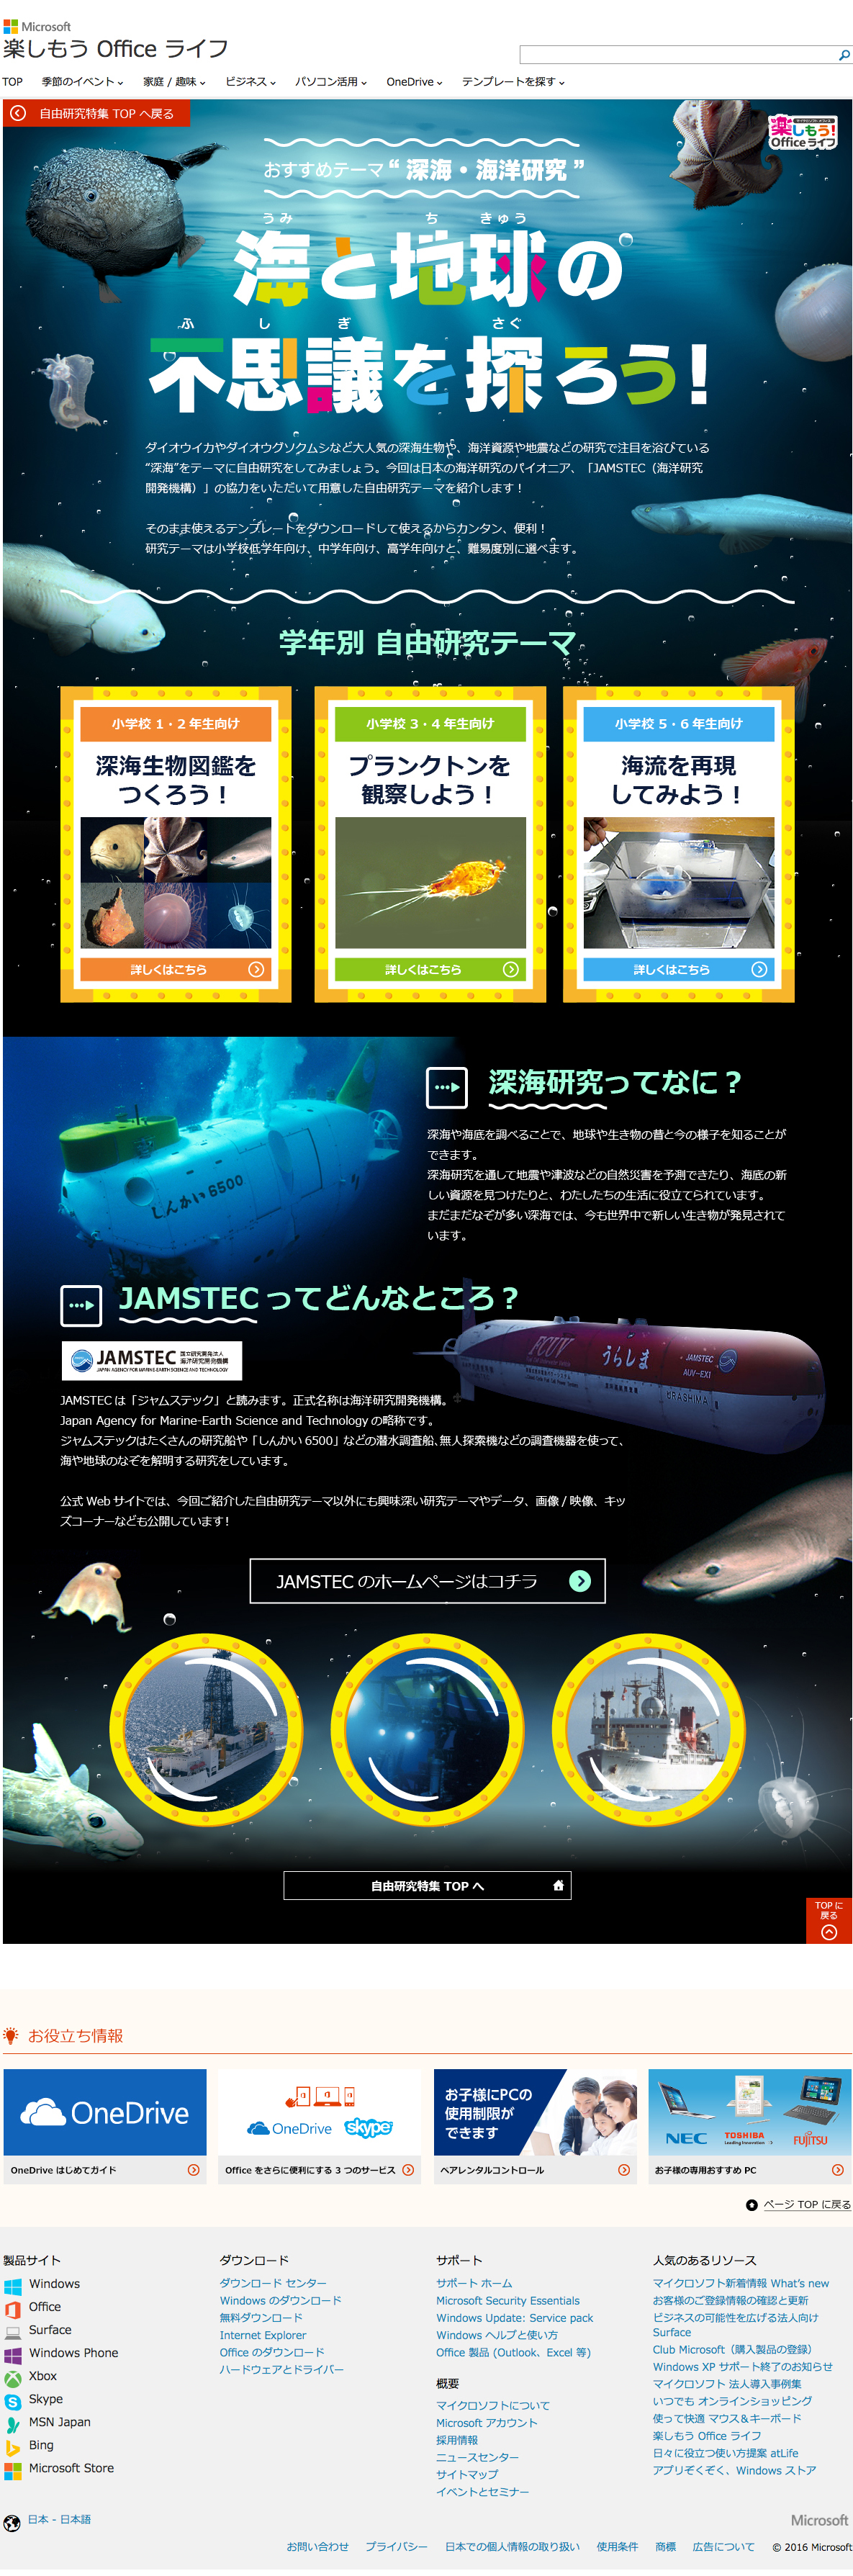 Microsoft
楽しもう Office ライフ
TOP 季節のイベント 家庭 / 趣味 ビジネス パソコン活用 OneDrive テンプレートを探す
自由研究特集 TOP へ戻る
楽しもう!
Office ライフ
おすすめテーマ “ 深海・海洋研究 ”
うみ ち きゅう
海と地球の
ふ し ぎ さぐ
不思議を探ろう!
ダイオウイカやダイオウグソクムシなど大人気の深海生物や、海洋資源や地震などの研究で注目を浴びている
“深海”をテーマに自由研究をしてみましょう。今回は日本の海洋研究のパイオニア、「JAMSTEC（海洋研究
開発機構）」の協力をいただいて用意した自由研究テーマを紹介します！
そのまま使えるテンプレートをダウンロードして使えるからカンタン、便利！
研究テーマは小学校低学年向け、中学年向け、高学年向けと、難易度別に選べます。
学年別 自由研究テーマ
小学校 1・2 年生向け
深海生物図鑑を
つくろう！
詳しくはこちら
小学校 3・4 年生向け
プランクトンを
観察しよう！
詳しくはこちら
小学校 5・6 年生向け
海流を再現
してみよう！
詳しくはこちら
しんかい 6500
深海研究ってなに？
深海や海底を調べることで、地球や生き物の昔と今の様子を知ることが
できます。
深海研究を通して地震や津波などの自然災害を予測できたり、海底の新
しい資源を見つけたりと、わたしたちの生活に役立てられています。
まだまだなぞが多い深海では、今も世界中で新しい生き物が発見されて
います。
JAMSTEC ってどんなところ？
FCUV
うらしま
JAMSTEC
AUV-EX1
URASHIMA
JAMSTEC 国立研究開発法人
海洋研究開発機構
JAPAN AGENCY FOR MARINE-EARTH SCIENCE AND TECHNOLOGY
JAMSTEC は「ジャムステック」と読みます。正式名称は海洋研究開発機構。
Japan Agency for Marine-Earth Science and Technology の略称です。
ジャムステックはたくさんの研究船や「しんかい 6500」などの潜水調査船、無人探索機などの調査機器を使って、
海や地球のなぞを解明する研究をしています。
公式 Web サイトでは、今回ご紹介した自由研究テーマ以外にも興味深い研究テーマやデータ、画像 / 映像、キッ
ズコーナーなども公開しています！
JAMSTEC のホームページはコチラ
自由研究特集 TOP へ
TOP に
戻る
お役立ち情報
OneDrive
OneDrive はじめてガイド
OneDrive skype
Office をさらに便利にする 3 つのサービス
お子様にPCの
使用制限が
できます
ペアレンタルコントロール
NEC TOSHIBA FUJITSU
Leading Innovation
お子様の専用おすすめ PC
ページ TOP に戻る
製品サイト
Windows
Office
Surface
Windows Phone
Xbox
Skype
MSN Japan
Bing
Microsoft Store
ダウンロード
ダウンロード センター
Windows のダウンロード
無料ダウンロード
Internet Explorer
Office のダウンロード
ハードウェアとドライバー
サポート
サポート ホーム
Microsoft Security Essentials
Windows Update: Service pack
Windows ヘルプと使い方
Office 製品 (Outlook、Excel 等)
概要
マイクロソフトについて
Microsoft アカウント
採用情報
ニュースセンター
サイトマップ
イベントとセミナー
人気のあるリソース
マイクロソフト新着情報 What’s new
お客様のご登録情報の確認と更新
ビジネスの可能性を広げる法人向け
Surface
Club Microsoft（購入製品の登録）
Windows XP サポート終了のお知らせ
マイクロソフト 法人導入事例集
いつでも オンラインショッピング
使って快適 マウス＆キーボード
楽しもう Office ライフ
日々に役立つ使い方提案 atLife
アプリぞくぞく、Windows ストア
日本 - 日本語
Microsoft
お問い合わせ プライバシー 日本での個人情報の取り扱い 使用条件 商標 広告について © 2016 Microsoft